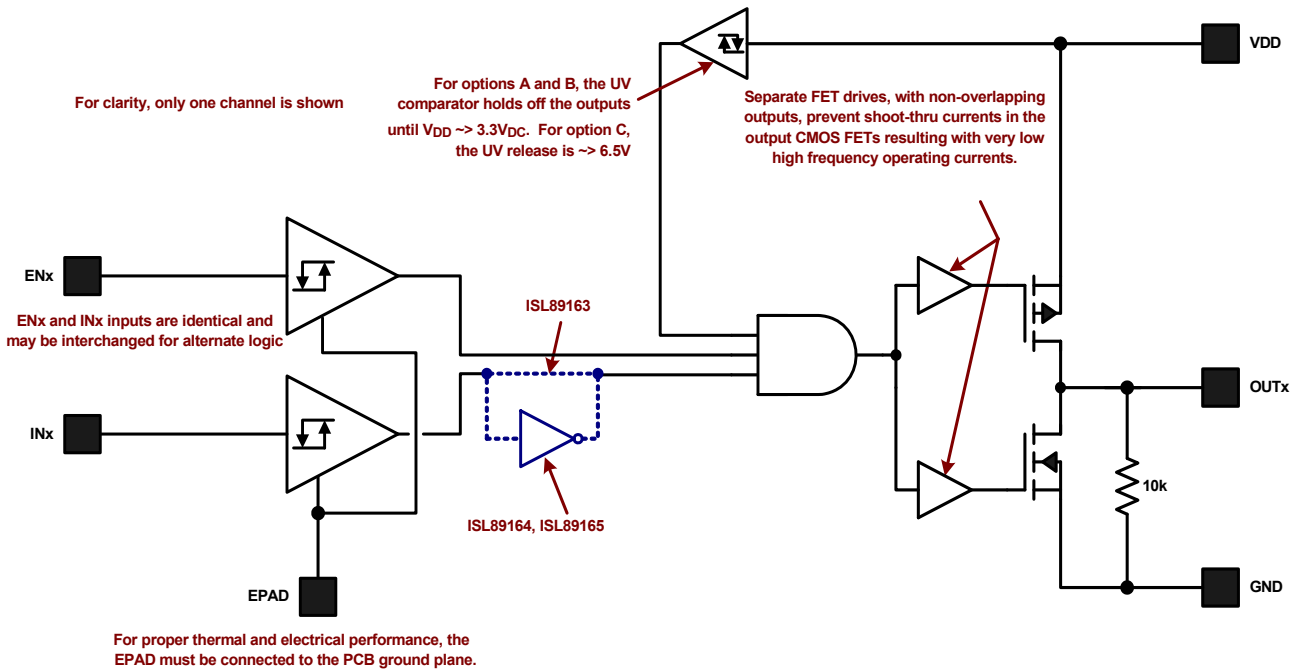 VDD
For options A and B, the UV
comparator holds off the outputs
until VDD ~> 3.3VDC. For option C,
the UV release is ~> 6.5V
For clarity, only one channel is shown
Separate FET drives, with non-overlapping
outputs, prevent shoot-thru currents in the
output CMOS FETs resulting with very low
high frequency operating currents.
ENx
ENx and INx inputs are identical and
may be interchanged for alternate logic
ISL89163
INx
OUTx
10k
ISL89164, ISL89165
EPAD
GND
For proper thermal and electrical performance, the
EPAD must be connected to the PCB ground plane.